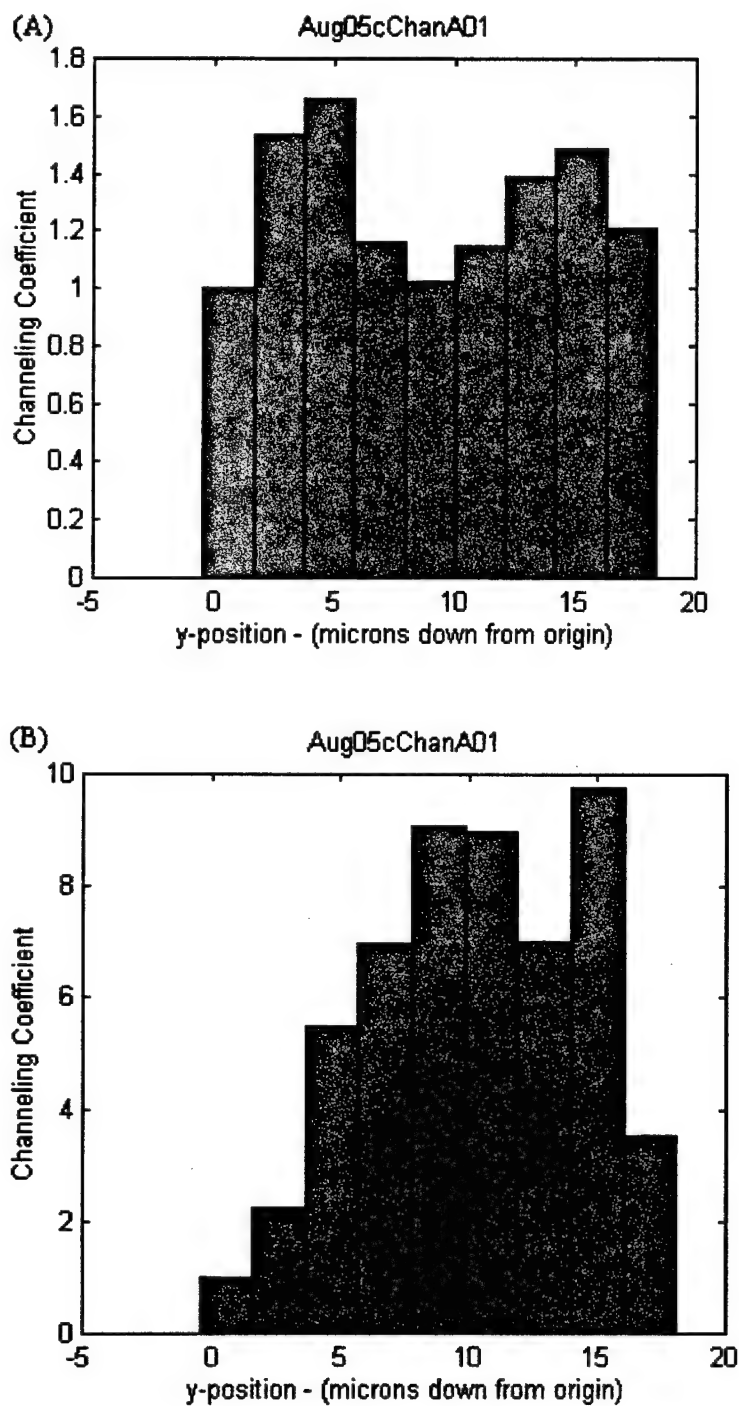 (A)
Aug05cChanA01
1.8
1.6
1.4
1.2
1
0.8
0.6
0.4
0.2
0
Channeling Coefficient
-5 0 5 10 15 20
y-position - (microns down from origin)
(B)
Aug05cChanA01
10
8
6
4
2
0
Channeling Coefficient
-5 0 5 10 15 20
y-position - (microns down from origin)